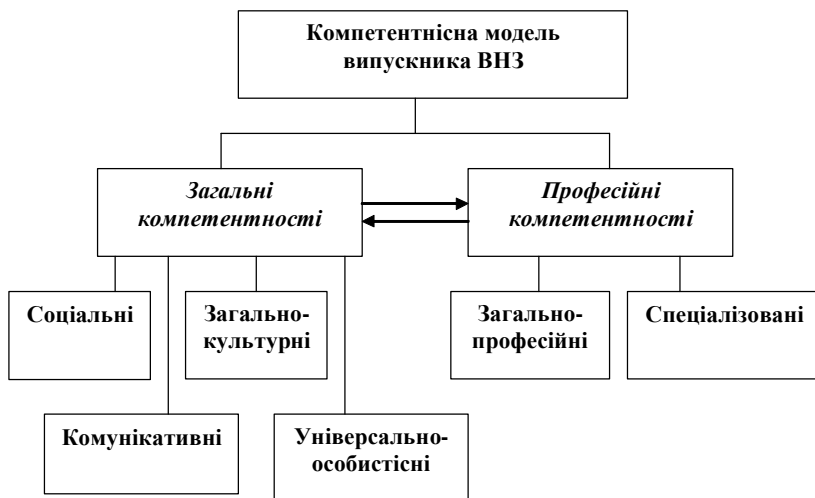 Компетентнісна модель
випускника ВНЗ
Загальні
компетентності
Професійні
компетентності
Соціальні
Загально-
культурні
Загально-
професійні
Спеціалізовані
Комунікативні
Універсально-
особистісні